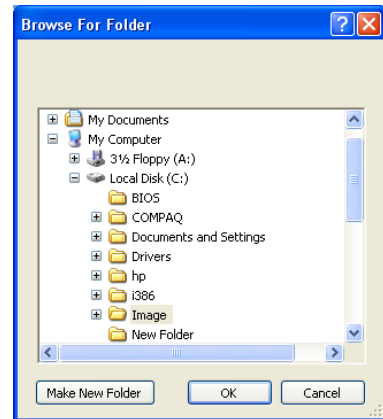 Browse For Folder
My Documents
My Computer
3½ Floppy (A:)
Local Disk (C:)
BIOS
COMPAQ
Documents and Settings
Drivers
hp
i386
Image
New Folder
Make New Folder OK Cancel